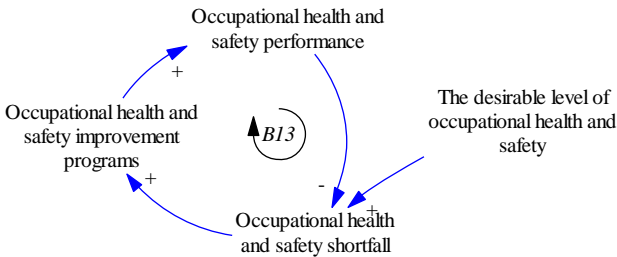 Occupational health and
safety performance
+
Occupational health and
safety improvement
programs
B13
The desirable level of
occupational health and
safety
+
-
+
Occupational health
and safety shortfall